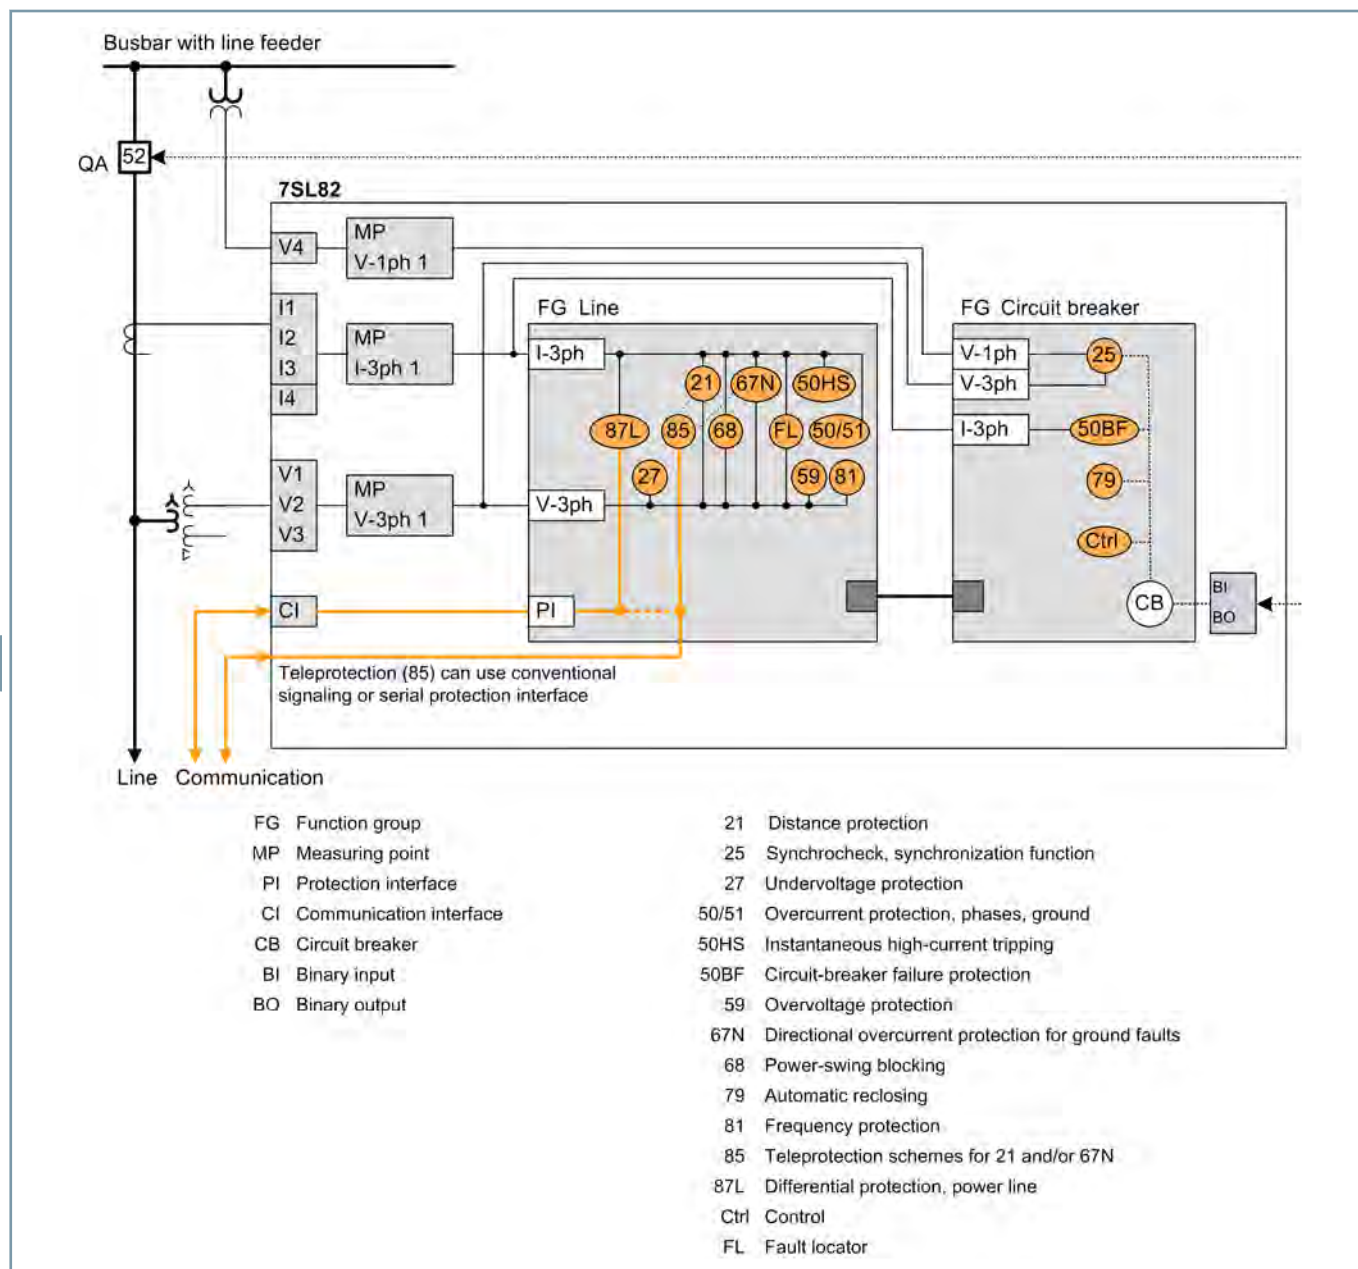 Busbar with line feeder
QA
52
7SL82
V4
MP
V-1ph 1
I1
I2
I3
I4
MP
I-3ph 1
V1
V2
V3
MP
V-3ph 1
CI
FG Line
I-3ph
V-3ph
PI
21
67N
50HS
87L
85
68
FL
50/51
27
59
81
FG Circuit breaker
V-1ph
V-3ph
I-3ph
25
50BF
79
Ctrl
CB
BI
BO
Teleprotection (85) can use conventional
signaling or serial protection interface
Line
Communication
FG Function group
MP Measuring point
PI Protection interface
CI Communication interface
CB Circuit breaker
BI Binary input
BO Binary output
21 Distance protection
25 Synchrocheck, synchronization function
27 Undervoltage protection
50/51 Overcurrent protection, phases, ground
50HS Instantaneous high-current tripping
50BF Circuit-breaker failure protection
59 Overvoltage protection
67N Directional overcurrent protection for ground faults
68 Power-swing blocking
79 Automatic reclosing
81 Frequency protection
85 Teleprotection schemes for 21 and/or 67N
87L Differential protection, power line
Ctrl Control
FL Fault locator